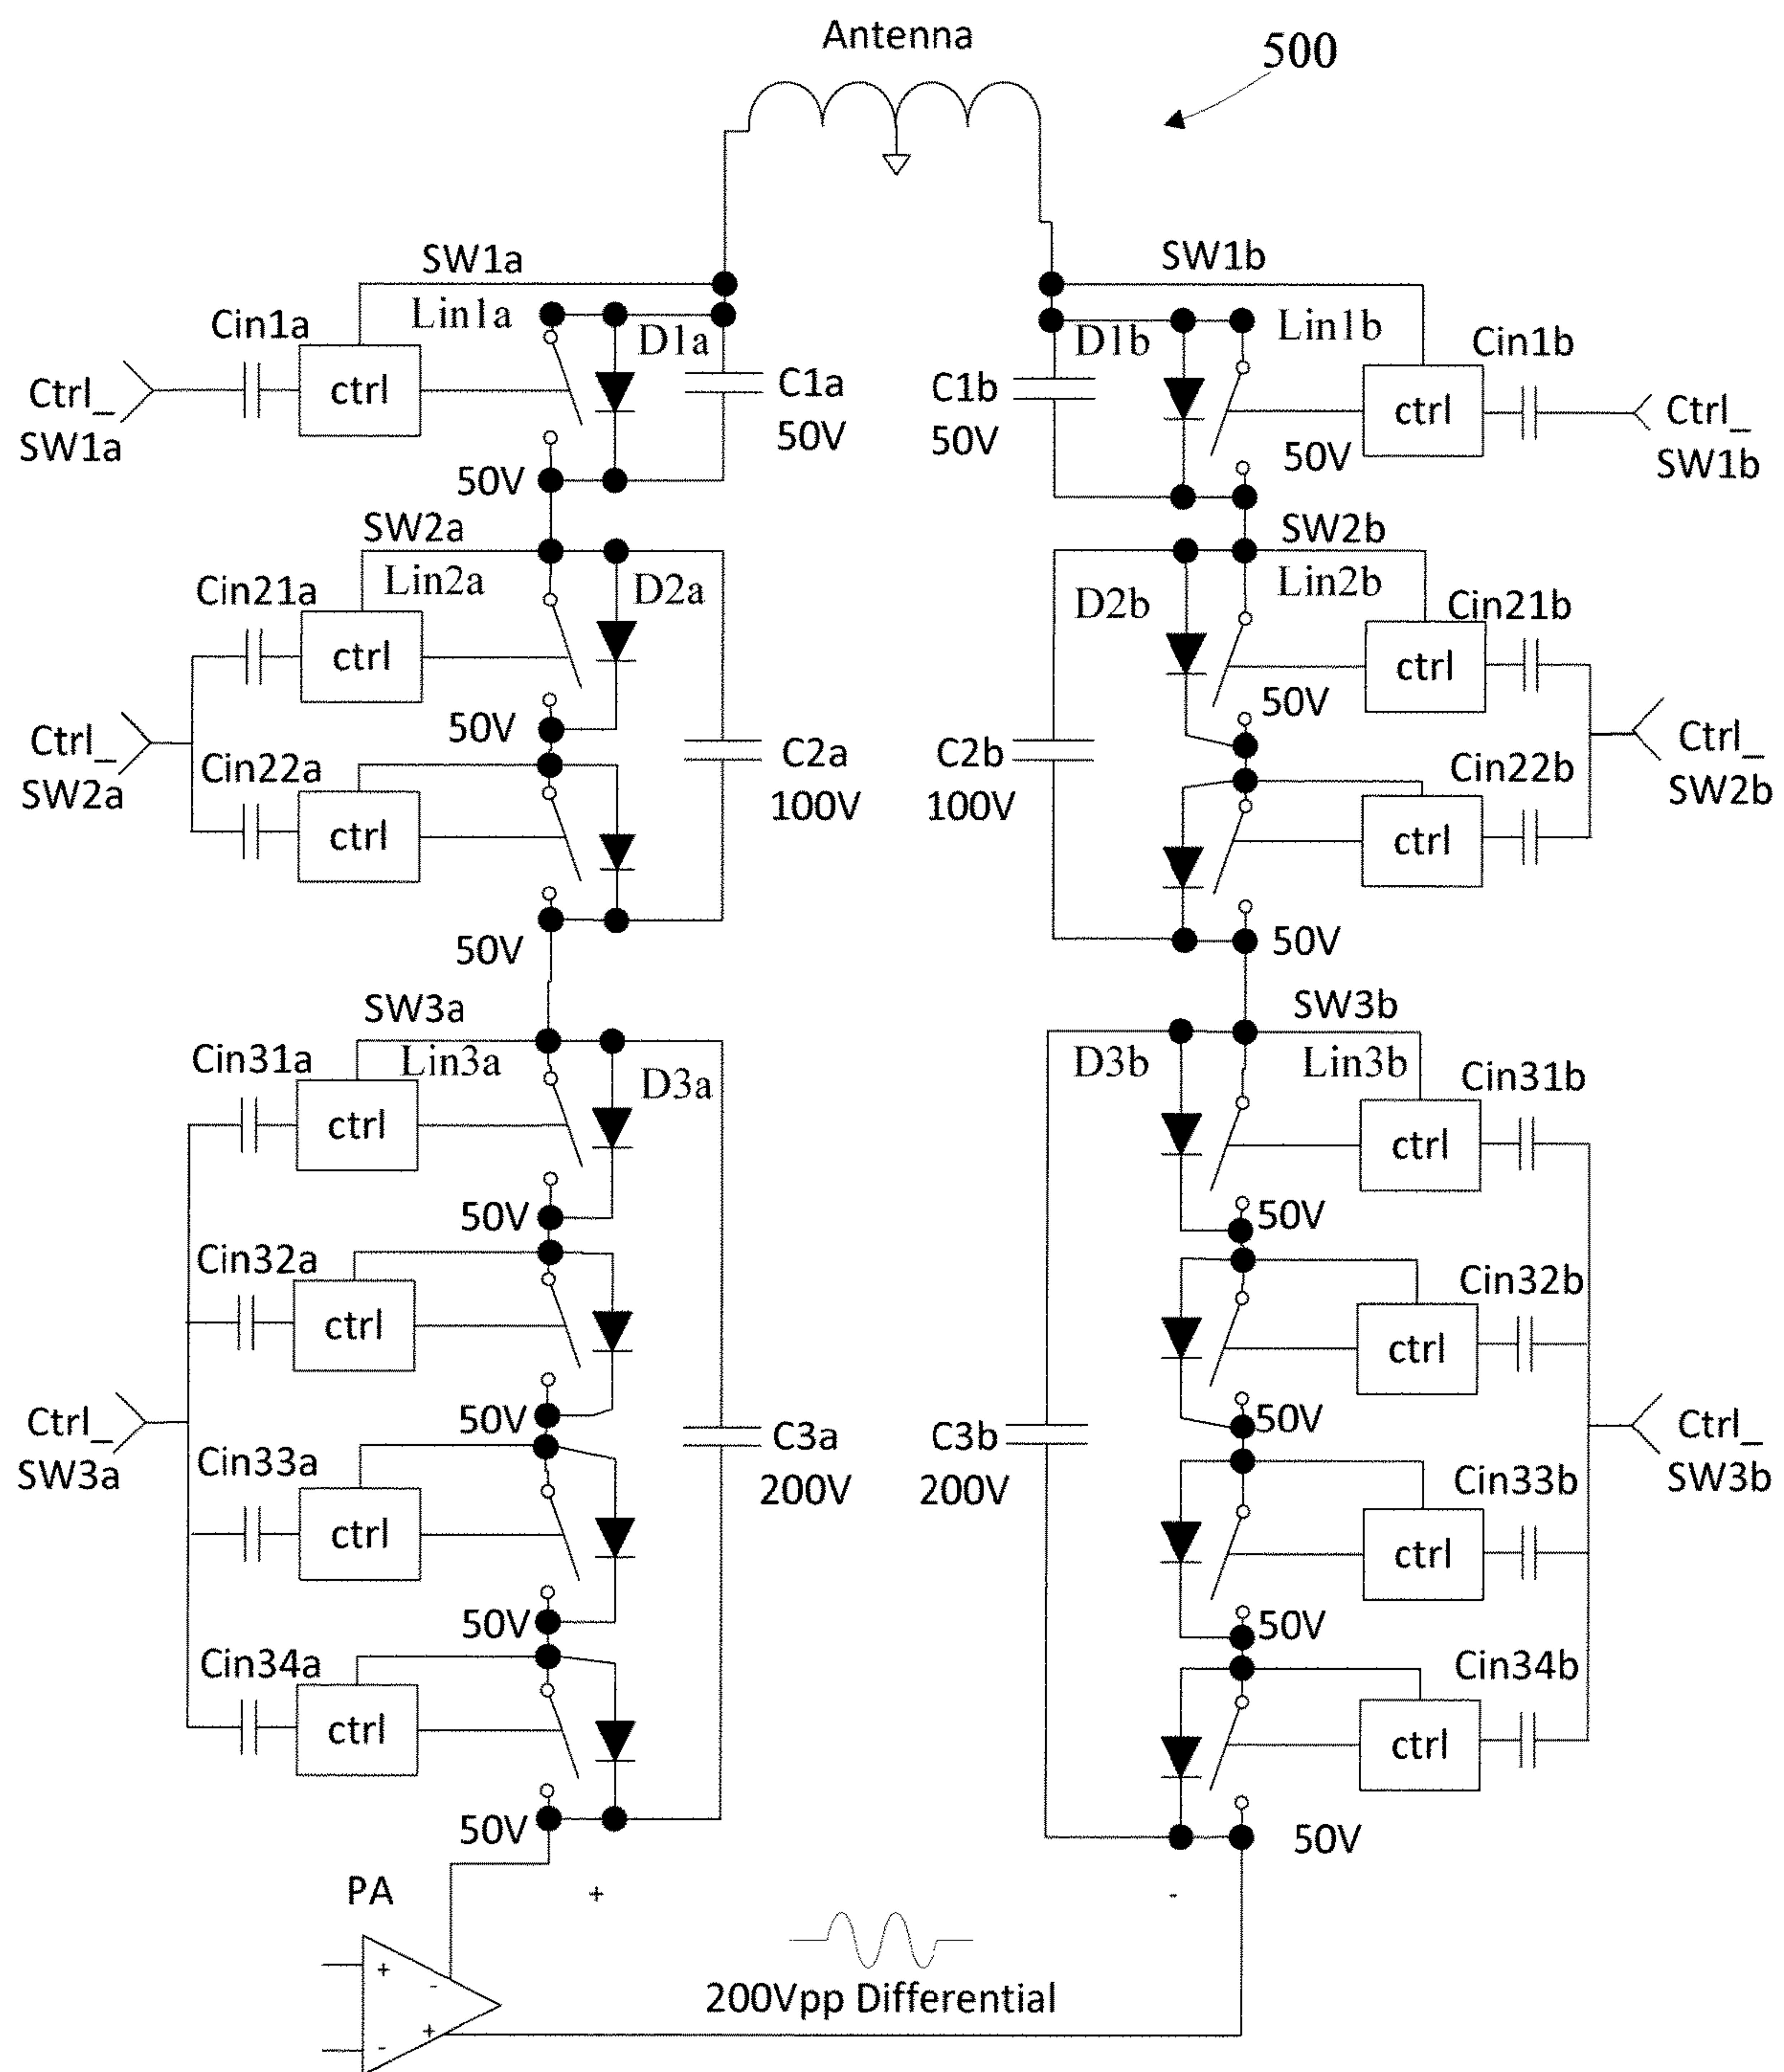 Antenna
500
SW1a
SW1b
Lin1a
Lin1b
Cin1a
D1a
D1b
Cin1b
Ctrl_
SW1a
ctrl
C1a
50V
C1b
50V
ctrl
Ctrl_
SW1b
50V
50V
SW2a
SW2b
Lin2a
Lin2b
Cin21a
D2a
D2b
Cin21b
ctrl
ctrl
50V
50V
Ctrl_
SW2a
C2a
100V
C2b
100V
Ctrl_
SW2b
Cin22a
Cin22b
ctrl
ctrl
50V
50V
SW3a
SW3b
Lin3a
Lin3b
Cin31a
D3a
D3b
Cin31b
ctrl
ctrl
50V
50V
Cin32a
Cin32b
ctrl
ctrl
50V
50V
Ctrl_
SW3a
C3a
200V
C3b
200V
Ctrl_
SW3b
Cin33a
Cin33b
ctrl
ctrl
50V
50V
Cin34a
Cin34b
ctrl
ctrl
50V
50V
PA
+
-
+
-
200Vpp Differential
+
-